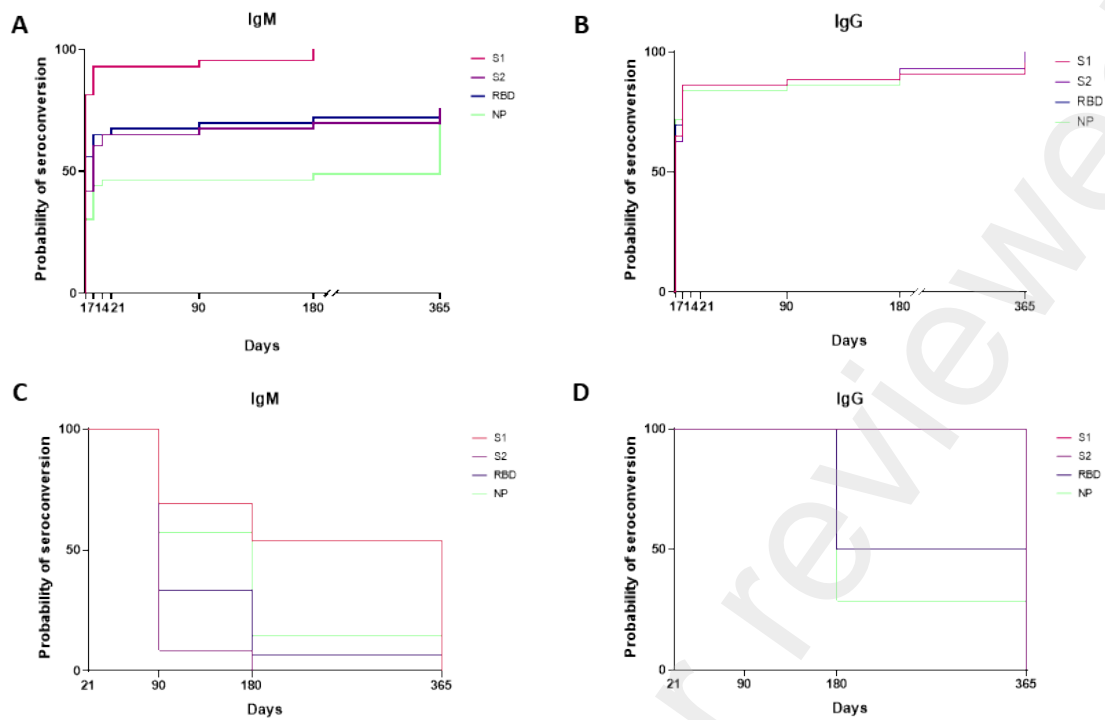 A
IgM
Probability of seroconversion
100
50
0
S1
S2
RBD
NP
1 7 14 21 90 180 365
Days
B
IgG
Probability of seroconversion
100
50
0
S1
S2
RBD
NP
1 7 14 21 90 180 365
Days
C
IgM
Probability of seroconversion
100
50
0
S1
S2
RBD
NP
21 90 180 365
Days
D
IgG
Probability of seroconversion
100
50
0
S1
S2
RBD
NP
21 90 180 365
Days
r reviewe